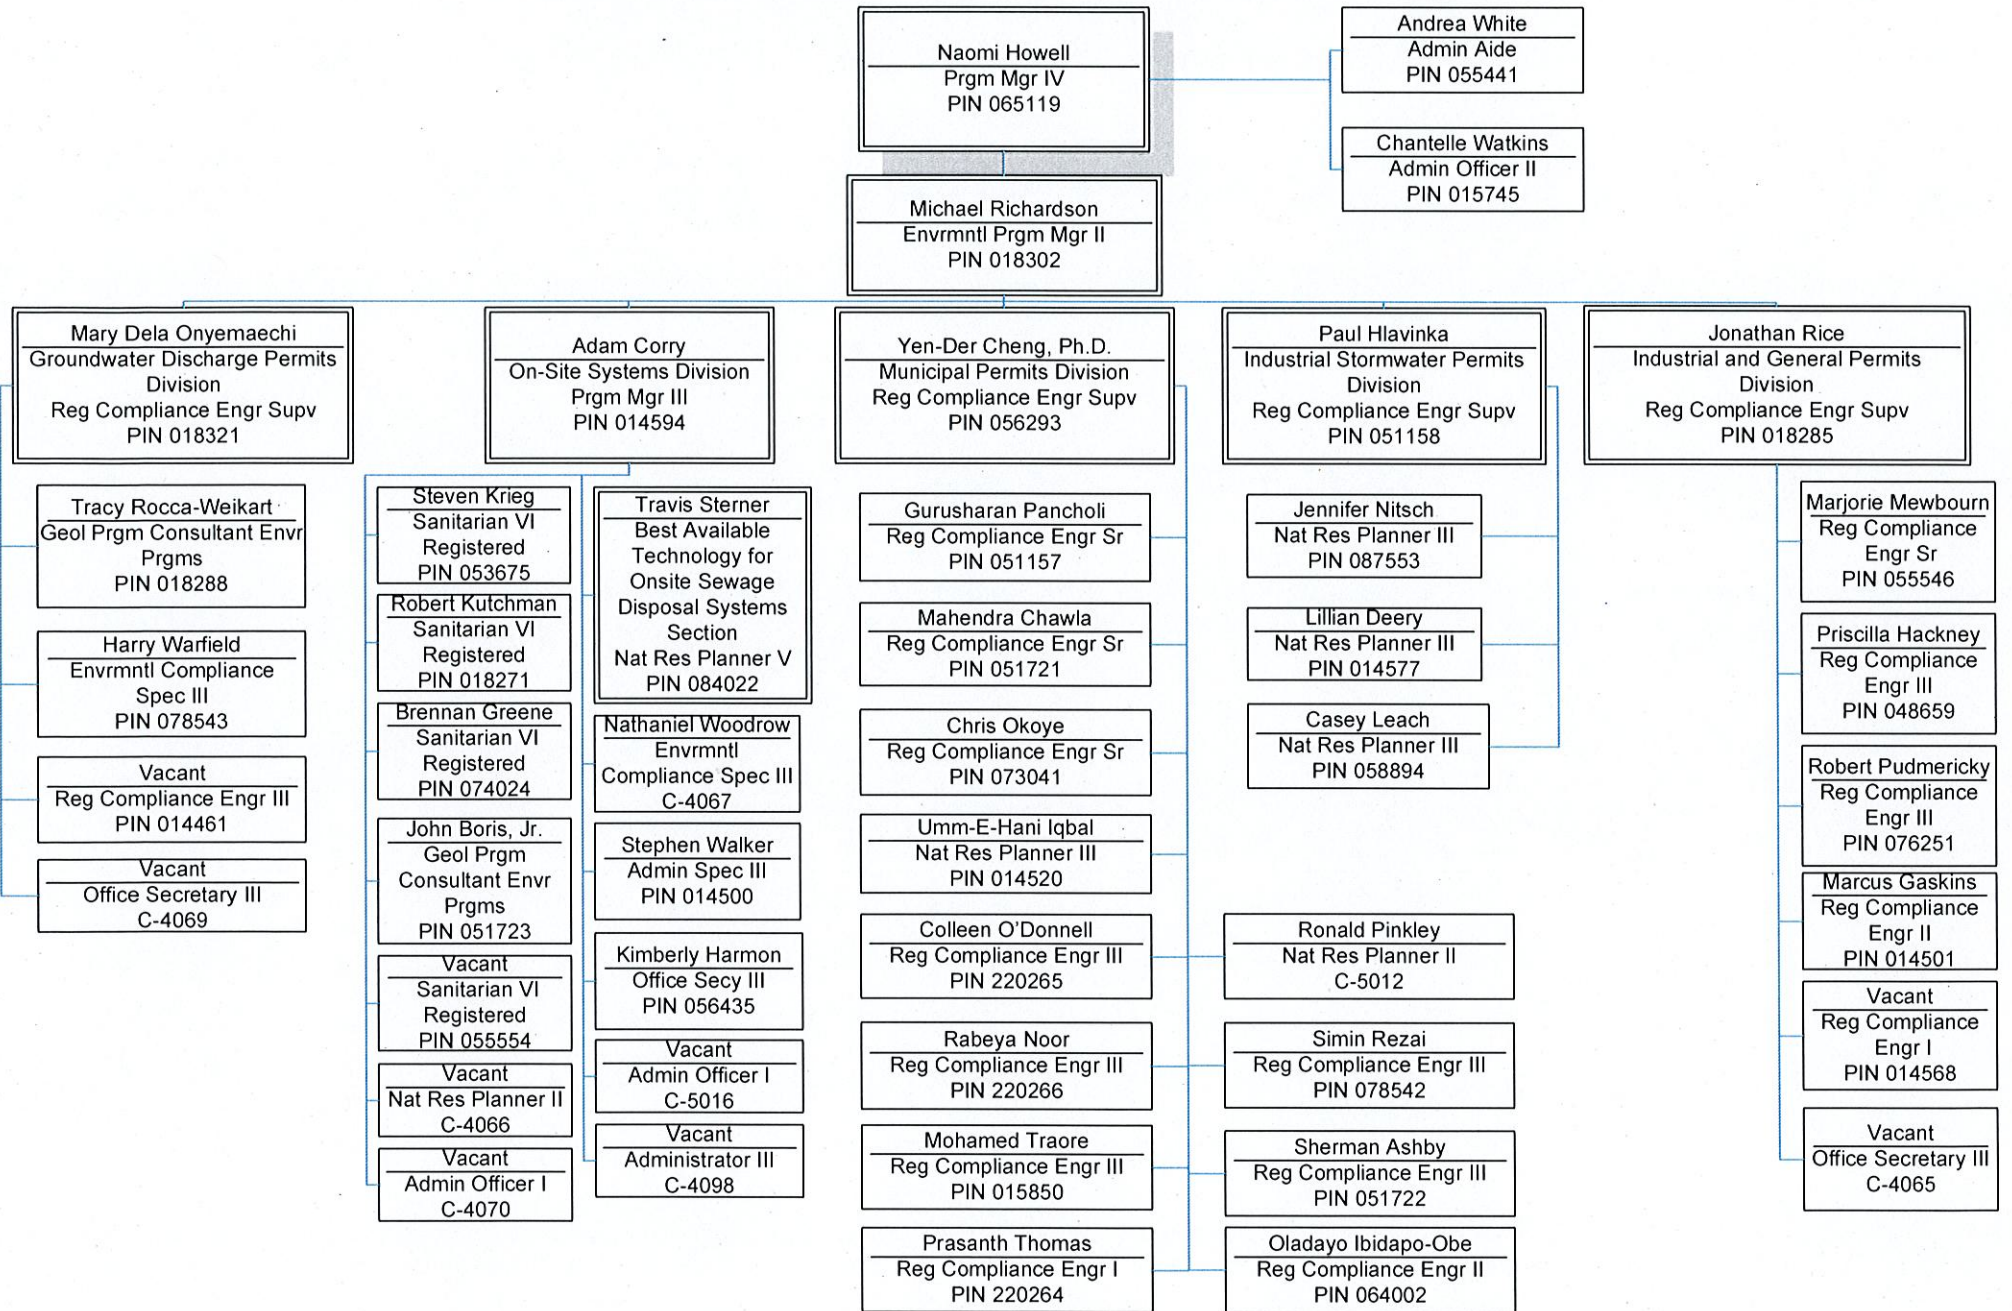 Naomi Howell
Prgm Mgr IV
PIN 065119
Andrea White
Admin Aide
PIN 055441
Chantelle Watkins
Admin Officer II
PIN 015745
Michael Richardson
Envrmntl Prgm Mgr II
PIN 018302
Mary Dela Onyemaechi
Groundwater Discharge Permits
Division
Reg Compliance Engr Supv
PIN 018321
Adam Corry
On-Site Systems Division
Prgm Mgr III
PIN 014594
Yen-Der Cheng, Ph.D.
Municipal Permits Division
Reg Compliance Engr Supv
PIN 056293
Paul Hlavinka
Industrial Stormwater Permits
Division
Reg Compliance Engr Supv
PIN 051158
Jonathan Rice
Industrial and General Permits
Division
Reg Compliance Engr Supv
PIN 018285
Tracy Rocca-Weikart
Geol Prgm Consultant Envr
Prgms
PIN 018288
Harry Warfield
Envrmntl Compliance
Spec III
PIN 078543
Vacant
Reg Compliance Engr III
PIN 014461
Vacant
Office Secretary III
C-4069
Steven Krieg
Sanitarian VI
Registered
PIN 053675
Robert Kutchman
Sanitarian VI
Registered
PIN 018271
Brennan Greene
Sanitarian VI
Registered
PIN 074024
John Boris, Jr.
Geol Prgm
Consultant Envr
Prgms
PIN 051723
Vacant
Sanitarian VI
Registered
PIN 055554
Vacant
Nat Res Planner II
C-4066
Vacant
Admin Officer I
C-4070
Travis Sterner
Best Available
Technology for
Onsite Sewage
Disposal Systems
Section
Nat Res Planner V
PIN 084022
Nathaniel Woodrow
Envrmntl
Compliance Spec III
C-4067
Stephen Walker
Admin Spec III
PIN 014500
Kimberly Harmon
Office Secy III
PIN 056435
Vacant
Admin Officer I
C-5016
Vacant
Administrator III
C-4098
Gurusharan Pancholi
Reg Compliance Engr Sr
PIN 051157
Mahendra Chawla
Reg Compliance Engr Sr
PIN 051721
Chris Okoye
Reg Compliance Engr Sr
PIN 073041
Umm-E-Hani Iqbal
Nat Res Planner III
PIN 014520
Colleen O’Donnell
Reg Compliance Engr III
PIN 220265
Rabeya Noor
Reg Compliance Engr III
PIN 220266
Mohamed Traore
Reg Compliance Engr III
PIN 015850
Prasanth Thomas
Reg Compliance Engr I
PIN 220264
Ronald Pinkley
Nat Res Planner II
C-5012
Simin Rezai
Reg Compliance Engr III
PIN 078542
Sherman Ashby
Reg Compliance Engr III
PIN 051722
Oladayo Ibidapo-Obe
Reg Compliance Engr II
PIN 064002
Jennifer Nitsch
Nat Res Planner III
PIN 087553
Lillian Deery
Nat Res Planner III
PIN 014577
Casey Leach
Nat Res Planner III
PIN 058894
Marjorie Mewbourn
Reg Compliance
Engr Sr
PIN 055546
Priscilla Hackney
Reg Compliance
Engr III
PIN 048659
Robert Pudmericky
Reg Compliance
Engr III
PIN 076251
Marcus Gaskins
Reg Compliance
Engr II
PIN 014501
Vacant
Reg Compliance
Engr I
PIN 014568
Vacant
Office Secretary III
C-4065